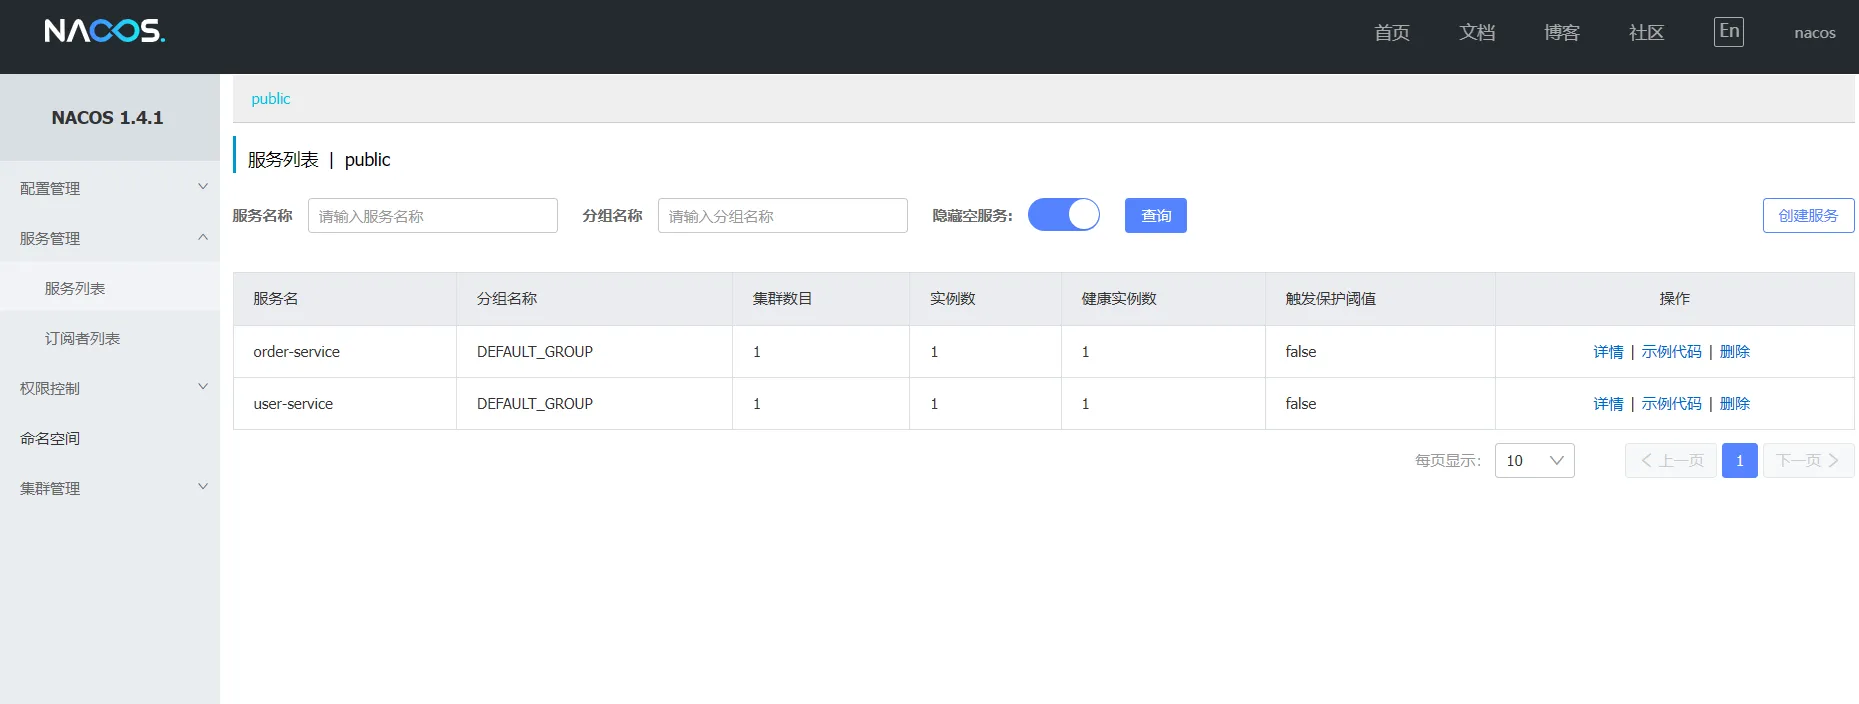 NACOS.
首页 文档 博客 社区 En nacos
NACOS 1.4.1
配置管理
服务管理
服务列表
订阅者列表
权限控制
命名空间
集群管理
public
服务列表 | public
服务名称 请输入服务名称 分组名称 请输入分组名称 隐藏空服务: 查询 创建服务
服务名 分组名称 集群数目 实例数 健康实例数 触发保护阈值 操作
order-service DEFAULT_GROUP 1 1 1 false 详情 | 示例代码 | 删除
user-service DEFAULT_GROUP 1 1 1 false 详情 | 示例代码 | 删除
每页显示: 10 上一页 1 下一页